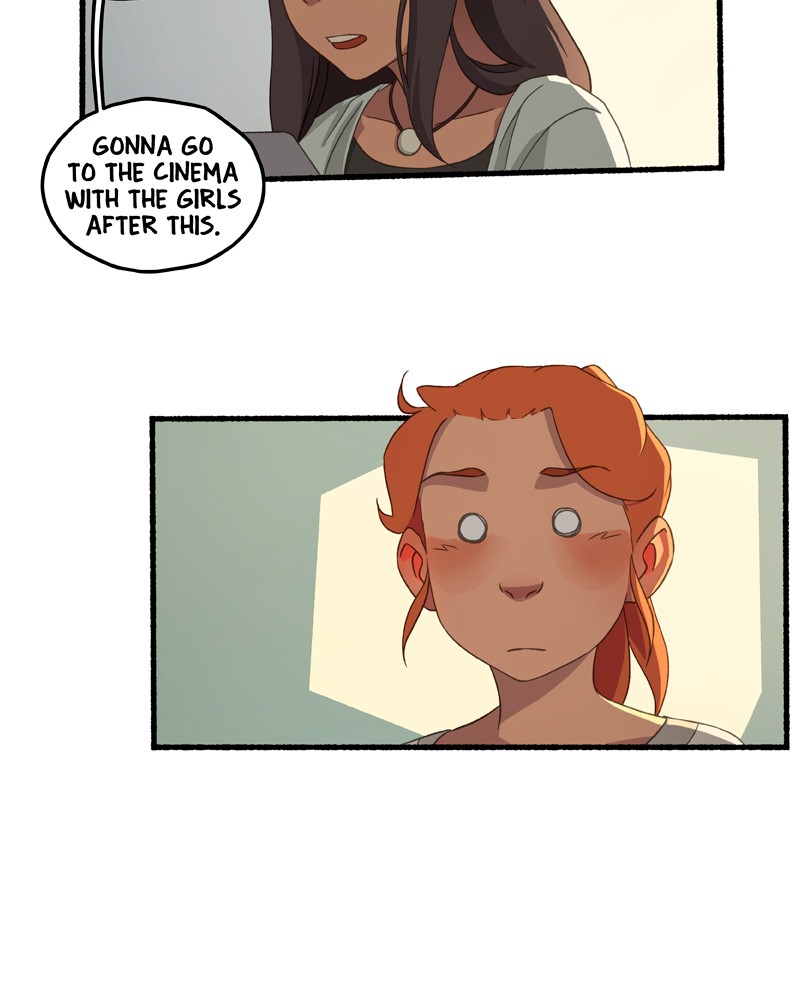 GONNA GO
TO THE CINEMA
WITH THE GIRLS
AFTER THIS.